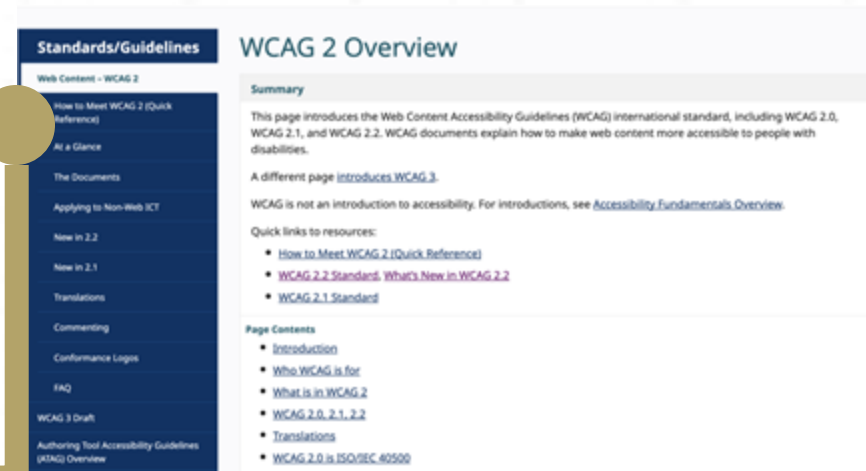 Standards/Guidelines
Web Content – WCAG 2
How to Meet WCAG 2 (Quick
Reference)
At a Glance
The Documents
Applying to Non-Web ICT
New in 2.2
New in 2.1
Translations
Commenting
Conformance Logos
FAQ
WCAG 3 Draft
Authoring Tool Accessibility Guidelines
(ATAG) Overview
WCAG 2 Overview
Summary
This page introduces the Web Content Accessibility Guidelines (WCAG) international standard, including WCAG 2.0,
WCAG 2.1, and WCAG 2.2. WCAG documents explain how to make web content more accessible to people with
disabilities.
A different page introduces WCAG 3.
WCAG is not an introduction to accessibility. For introductions, see Accessibility Fundamentals Overview.
Quick links to resources:
• How to Meet WCAG 2 (Quick Reference)
• WCAG 2.2 Standard, What's New in WCAG 2.2
• WCAG 2.1 Standard
Page Contents
• Introduction
• Who WCAG is for
• What is in WCAG 2
• WCAG 2.0, 2.1, 2.2
• Translations
• WCAG 2.0 is ISO/IEC 40500